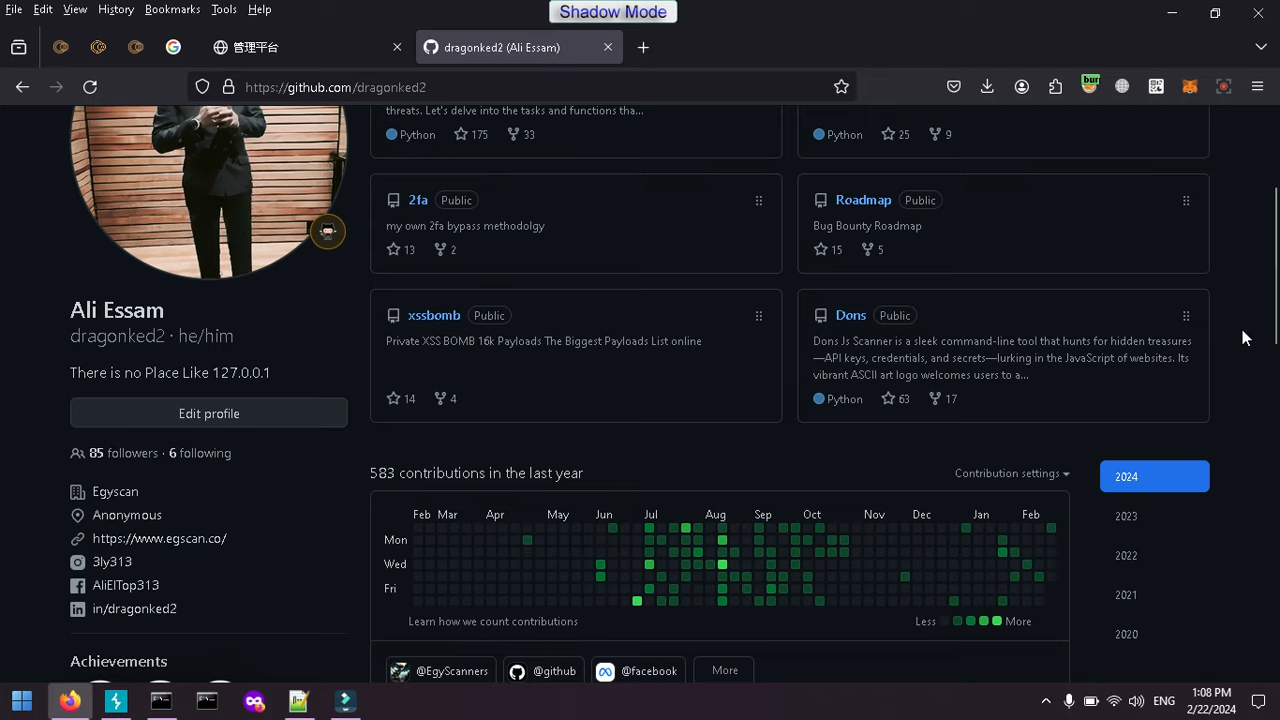 File Edit View History Bookmarks Tools Help
Shadow Mode
管理平台
dragonked2 (Ali Essam)
https://github.com/dragonked2
bur
threats. Let's delve into the tasks and functions tha...
Python 175 33
Python 25 9
2fa Public
my own 2fa bypass methodolgy
13 2
Roadmap Public
Bug Bounty Roadmap
15 5
xssbomb Public
Private XSS BOMB 16k Payloads The Biggest Payloads List online
14 4
Dons Public
Dons Js Scanner is a sleek command-line tool that hunts for hidden treasures
—API keys, credentials, and secrets—lurking in the JavaScript of websites. Its
vibrant ASCII art logo welcomes users to a...
Python 63 17
Ali Essam
dragonked2 · he/him
There is no Place Like 127.0.0.1
Edit profile
85 followers · 6 following
Egyscan
Anonymous
https://www.egscan.co/
3ly313
AliElTop313
in/dragonked2
Achievements
583 contributions in the last year
Contribution settings
Feb Mar Apr May Jun Jul Aug Sep Oct Nov Dec Jan Feb
Mon
Wed
Fri
Learn how we count contributions
Less More
@EgyScanners @github @facebook More
2024
2023
2022
2021
2020
ENG
1:08 PM
2/22/2024